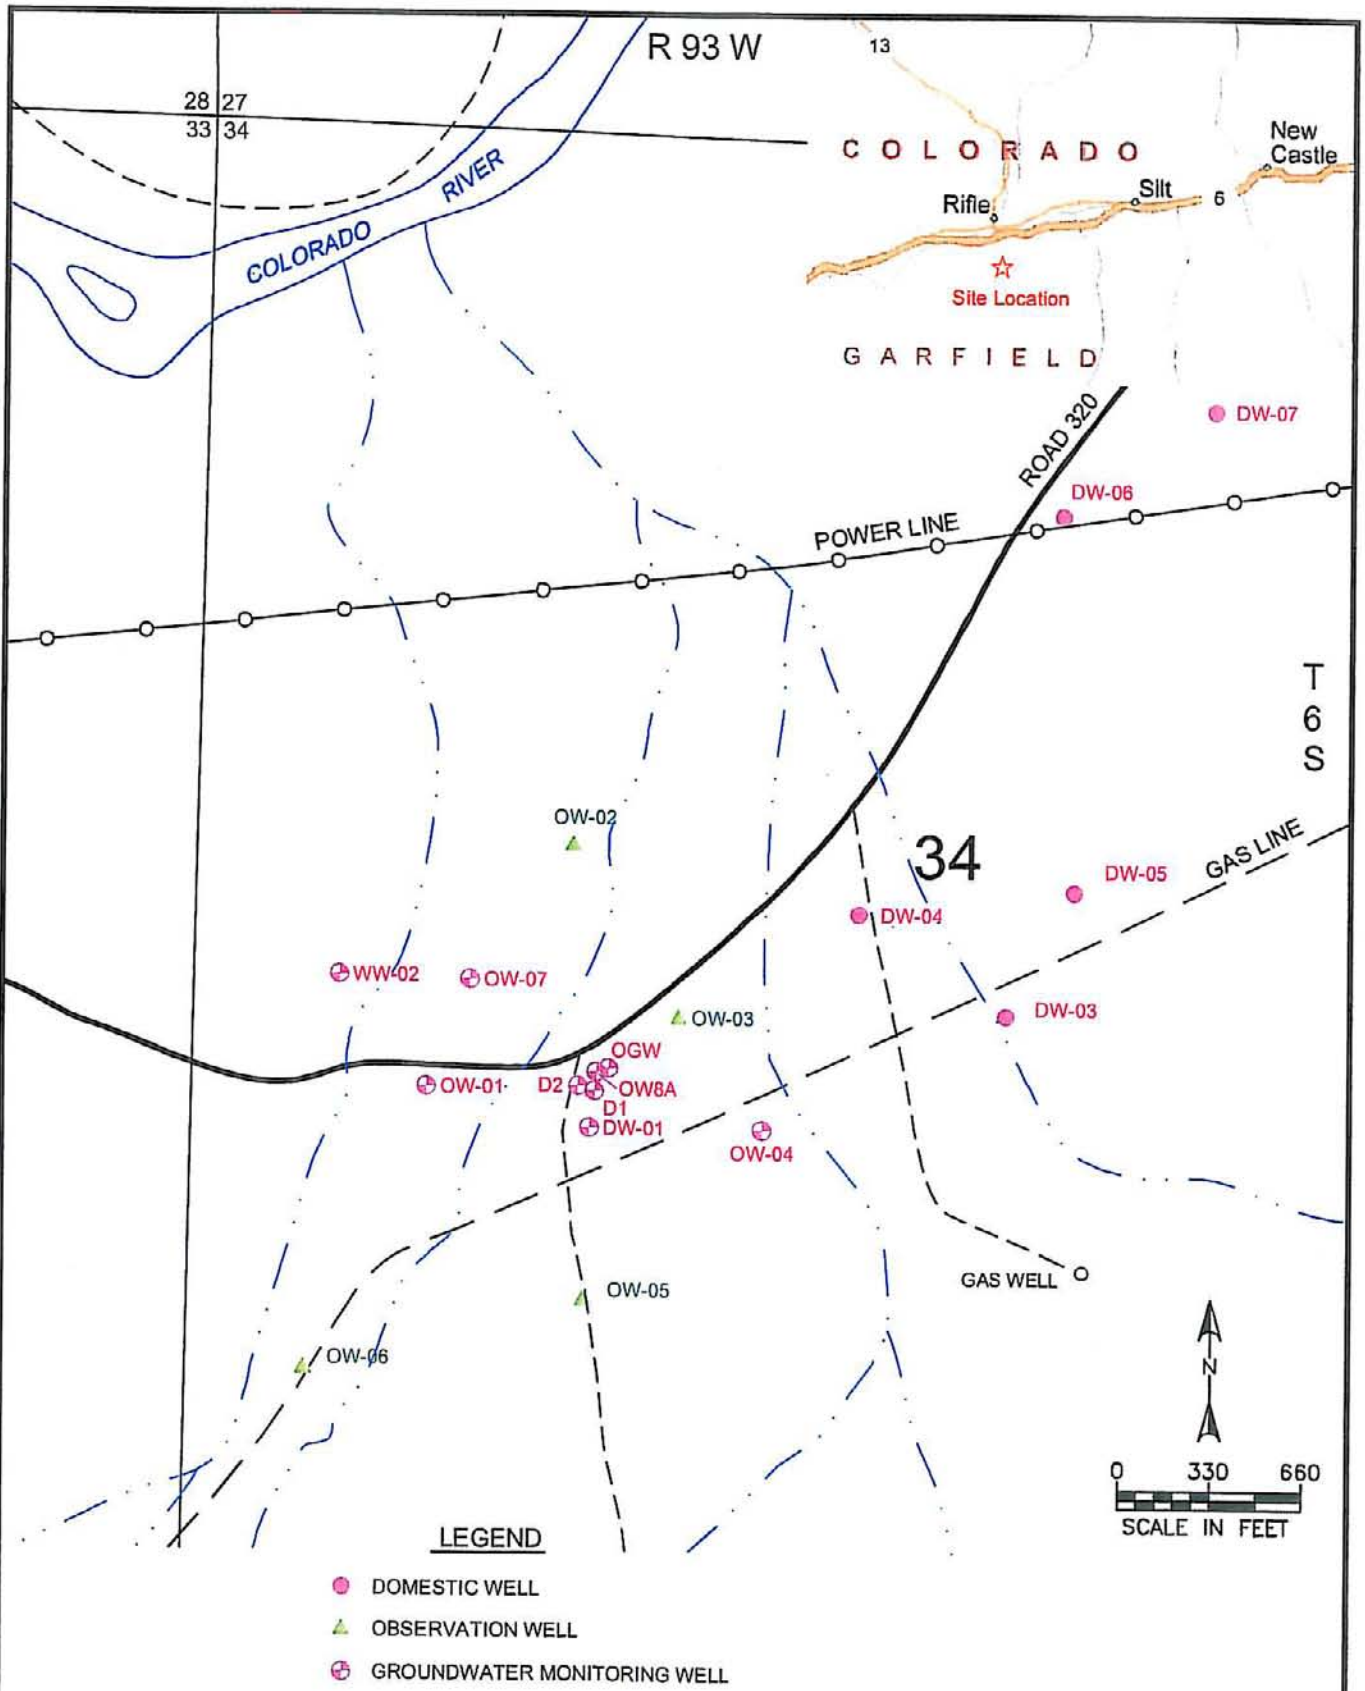 R 93 W
13
28 27
33 34
COLORADO
New
Castle
RIVER
Silt
6
Rifle
COLORADO
Site Location
GARFIELD
ROAD 320
DW-07
DW-06
POWER LINE
T
6
S
OW-02
34
GAS LINE
DW-05
DW-04
WW-02
OW-07
OW-03
DW-03
OGW
OW-01
D2
OW8A
D1
DW-01
OW-04
GAS WELL
OW-05
OW-06
N
0 330 660
SCALE IN FEET
LEGEND
DOMESTIC WELL
OBSERVATION WELL
GROUNDWATER MONITORING WELL